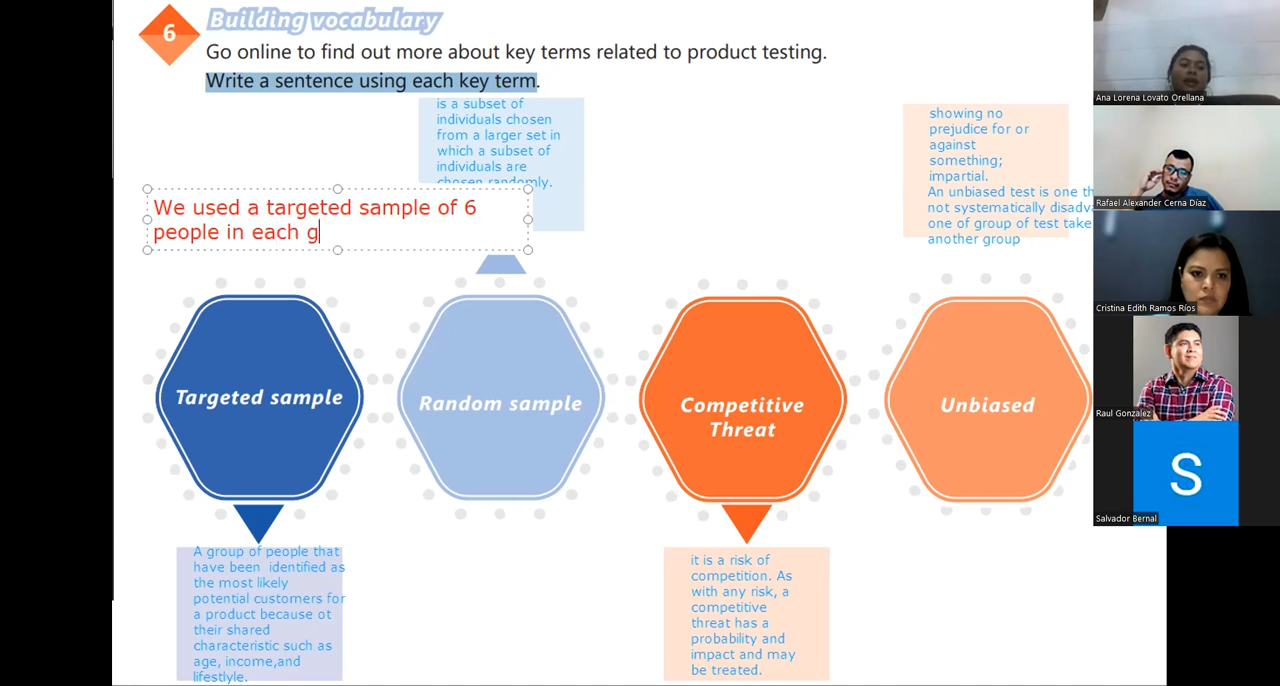 6
Building vocabulary
Go online to find out more about key terms related to product testing.
Write a sentence using each key term.
is a subset of
individuals chosen
from a larger set in
which a subset of
individuals are
chosen randomly.
We used a targeted sample of 6
people in each g
showing no
prejudice for or
against
something;
impartial.
An unbiased test is one th
not systematically disadv
one of group of test take
another group
Targeted sample
Random sample
Competitive
Threat
Unbiased
A group of people that
have been identified as
the most likely
potential customers for
a product because ot
their shared
characteristic such as
age, income,and
lifestlyle.
it is a risk of
competition. As
with any risk, a
competitive
threat has a
probability and
impact and may
be treated.
Ana Lorena Lovato Orellana
Rafael Alexander Cerna Díaz
Cristina Edith Ramos Ríos
Raul Gonzalez
S
Salvador Bernal